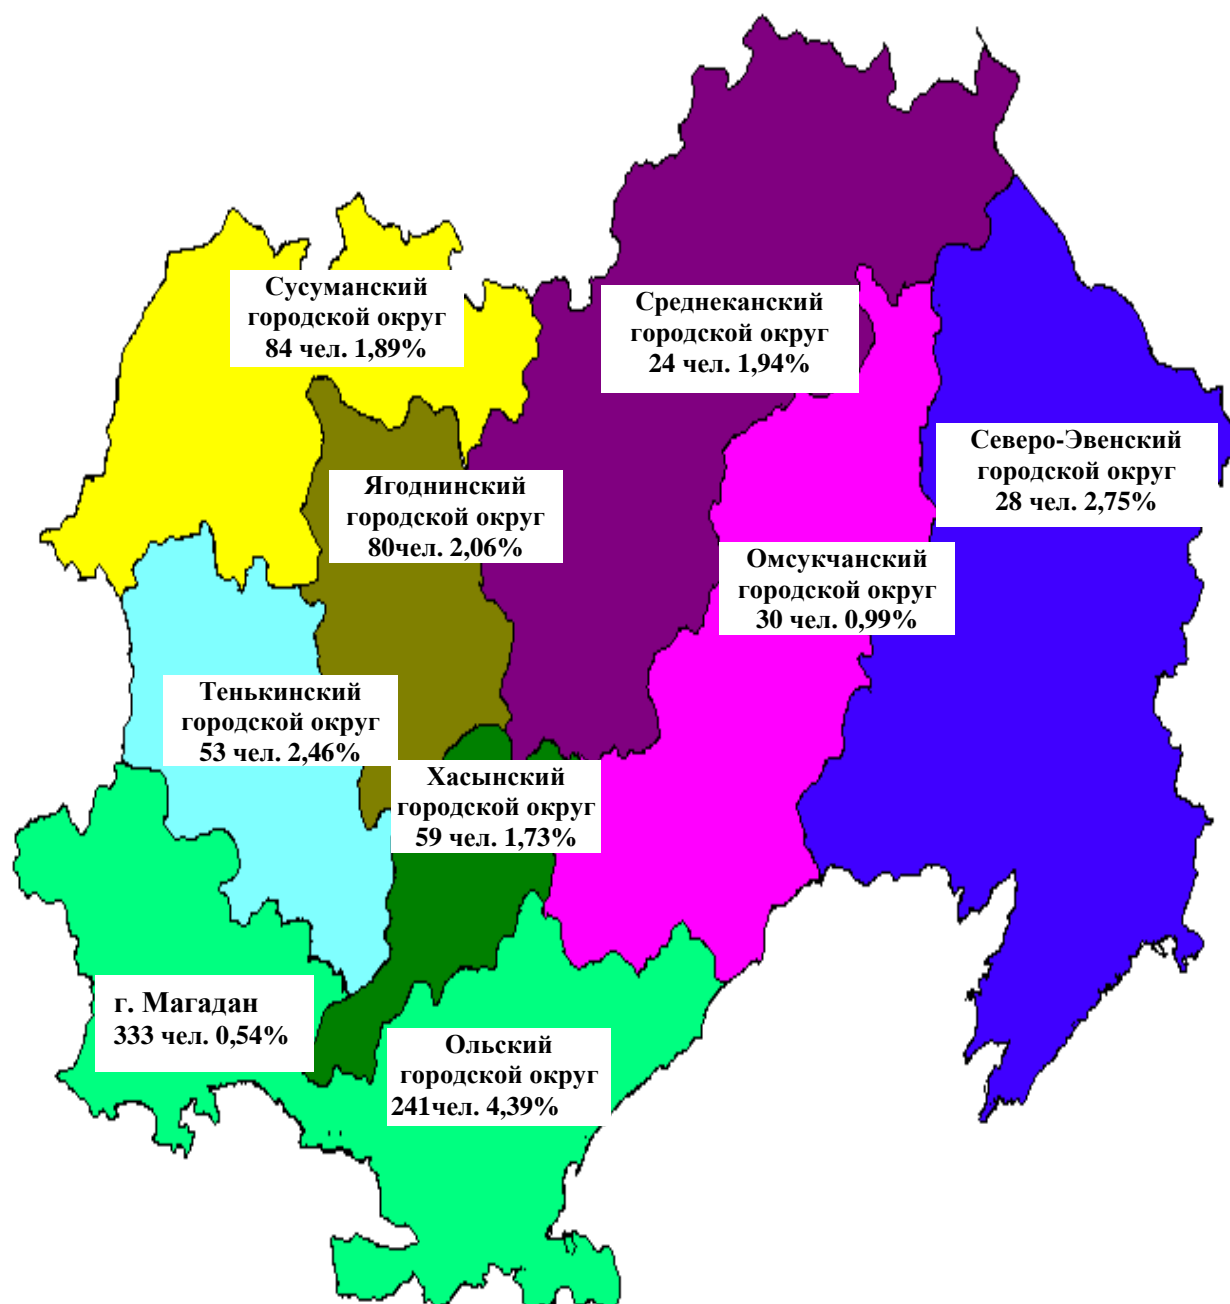 Сусуманский
городской округ
84 чел. 1,89%
Среднеканский
городской округ
24 чел. 1,94%
Северо-Эвенский
городской округ
28 чел. 2,75%
Ягоднинский
городской округ
80чел. 2,06%
Омсукчанский
городской округ
30 чел. 0,99%
Тенькинский
городской округ
53 чел. 2,46%
Хасынский
городской округ
59 чел. 1,73%
г. Магадан
333 чел. 0,54%
Ольский
городской округ
241чел. 4,39%